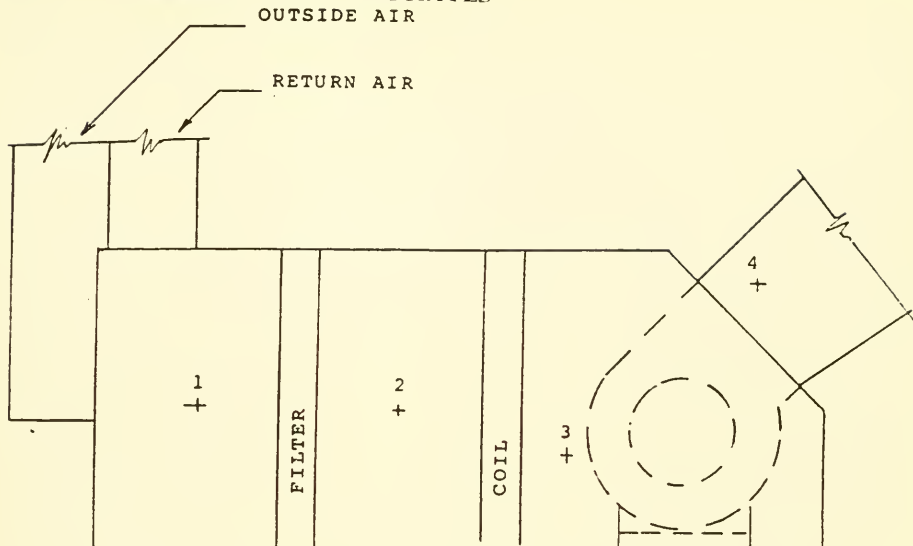 OUTSIDE AIR
RETURN AIR
1
2
3
4
FILTER
COIL